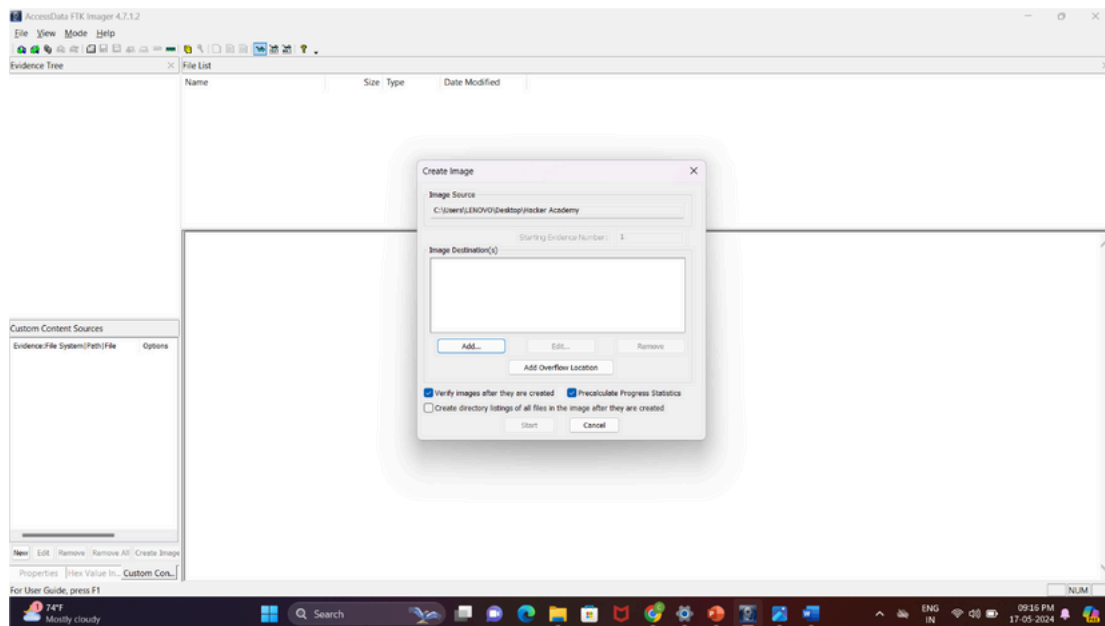 AccessData FTK Imager 4.7.1.2
File View Mode Help
Evidence Tree
File List
Name Size Type Date Modified
Create Image
Image Source
C:\Users\LENOVO\Desktop\Hacker Academy
Starting Evidence Number: 1
Image Destination(s)
Add... Edit... Remove
Add Overflow Location
Verify images after they are created Precalculate Progress Statistics
Create directory listings of all files in the image after they are created
Start Cancel
Custom Content Sources
Evidence:File System|Path|File Options
New Edit Remove Remove All Create Image
Properties Hex Value In... Custom Con...
For User Guide, press F1 NUM
1 74°F
Mostly cloudy
Search
ENG
IN
09:16 PM
17-05-2024